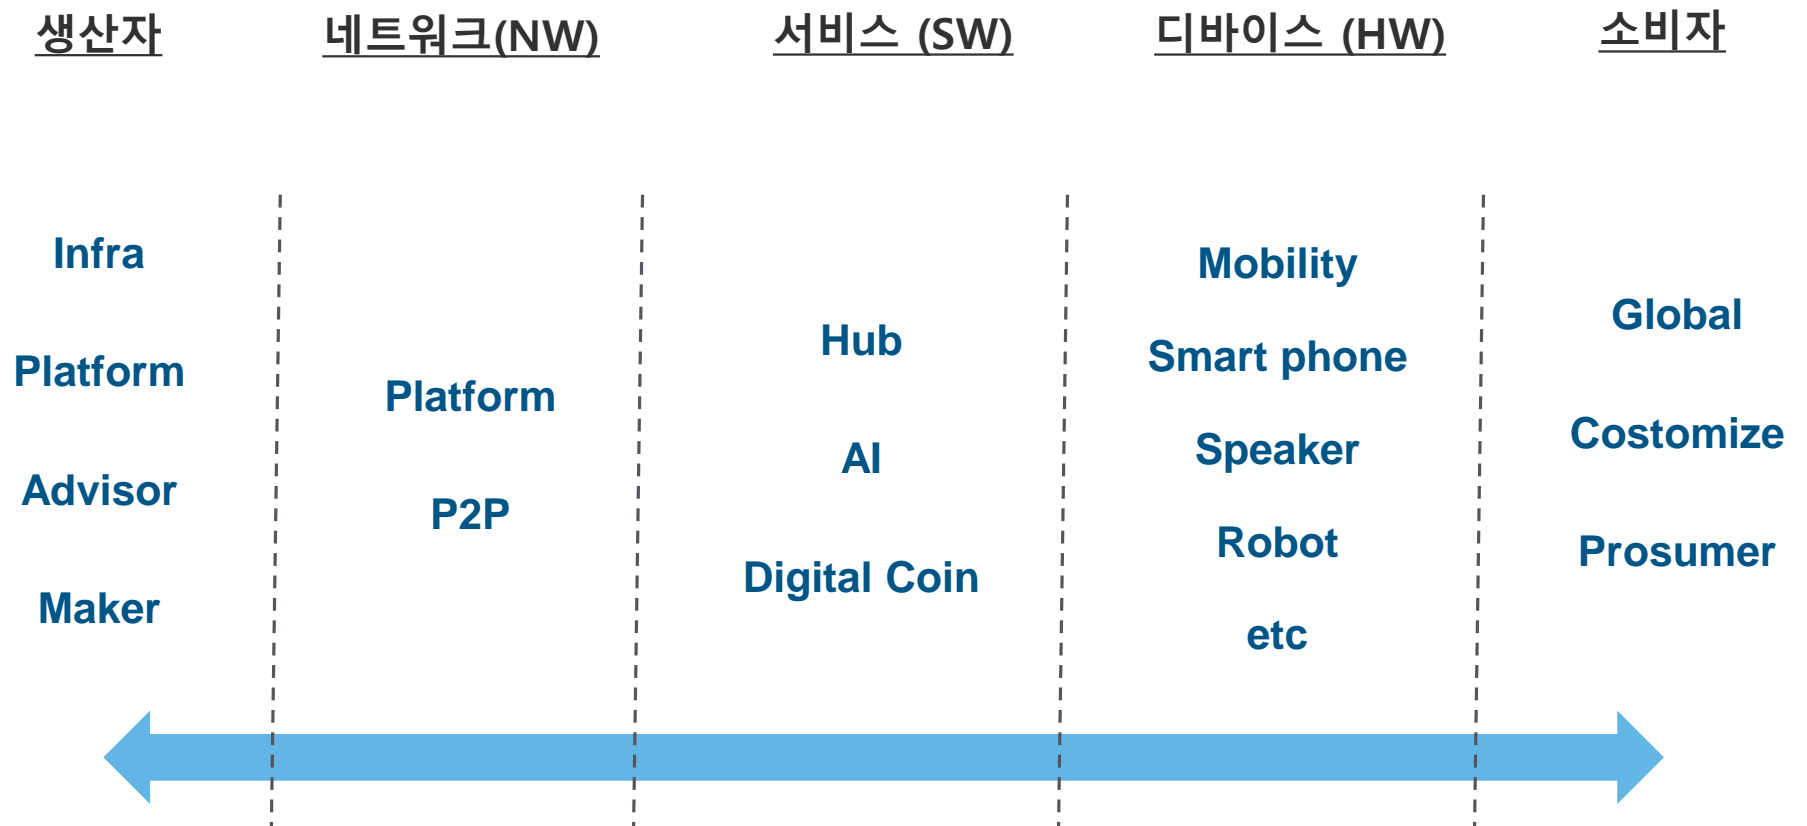 생산자
네트워크(NW)
서비스 (SW)
디바이스 (HW)
소비자
Infra
Platform
Advisor
Maker
Platform
P2P
Hub
AI
Digital Coin
Mobility
Smart phone
Speaker
Robot
etc
Global
Costomize
Prosumer